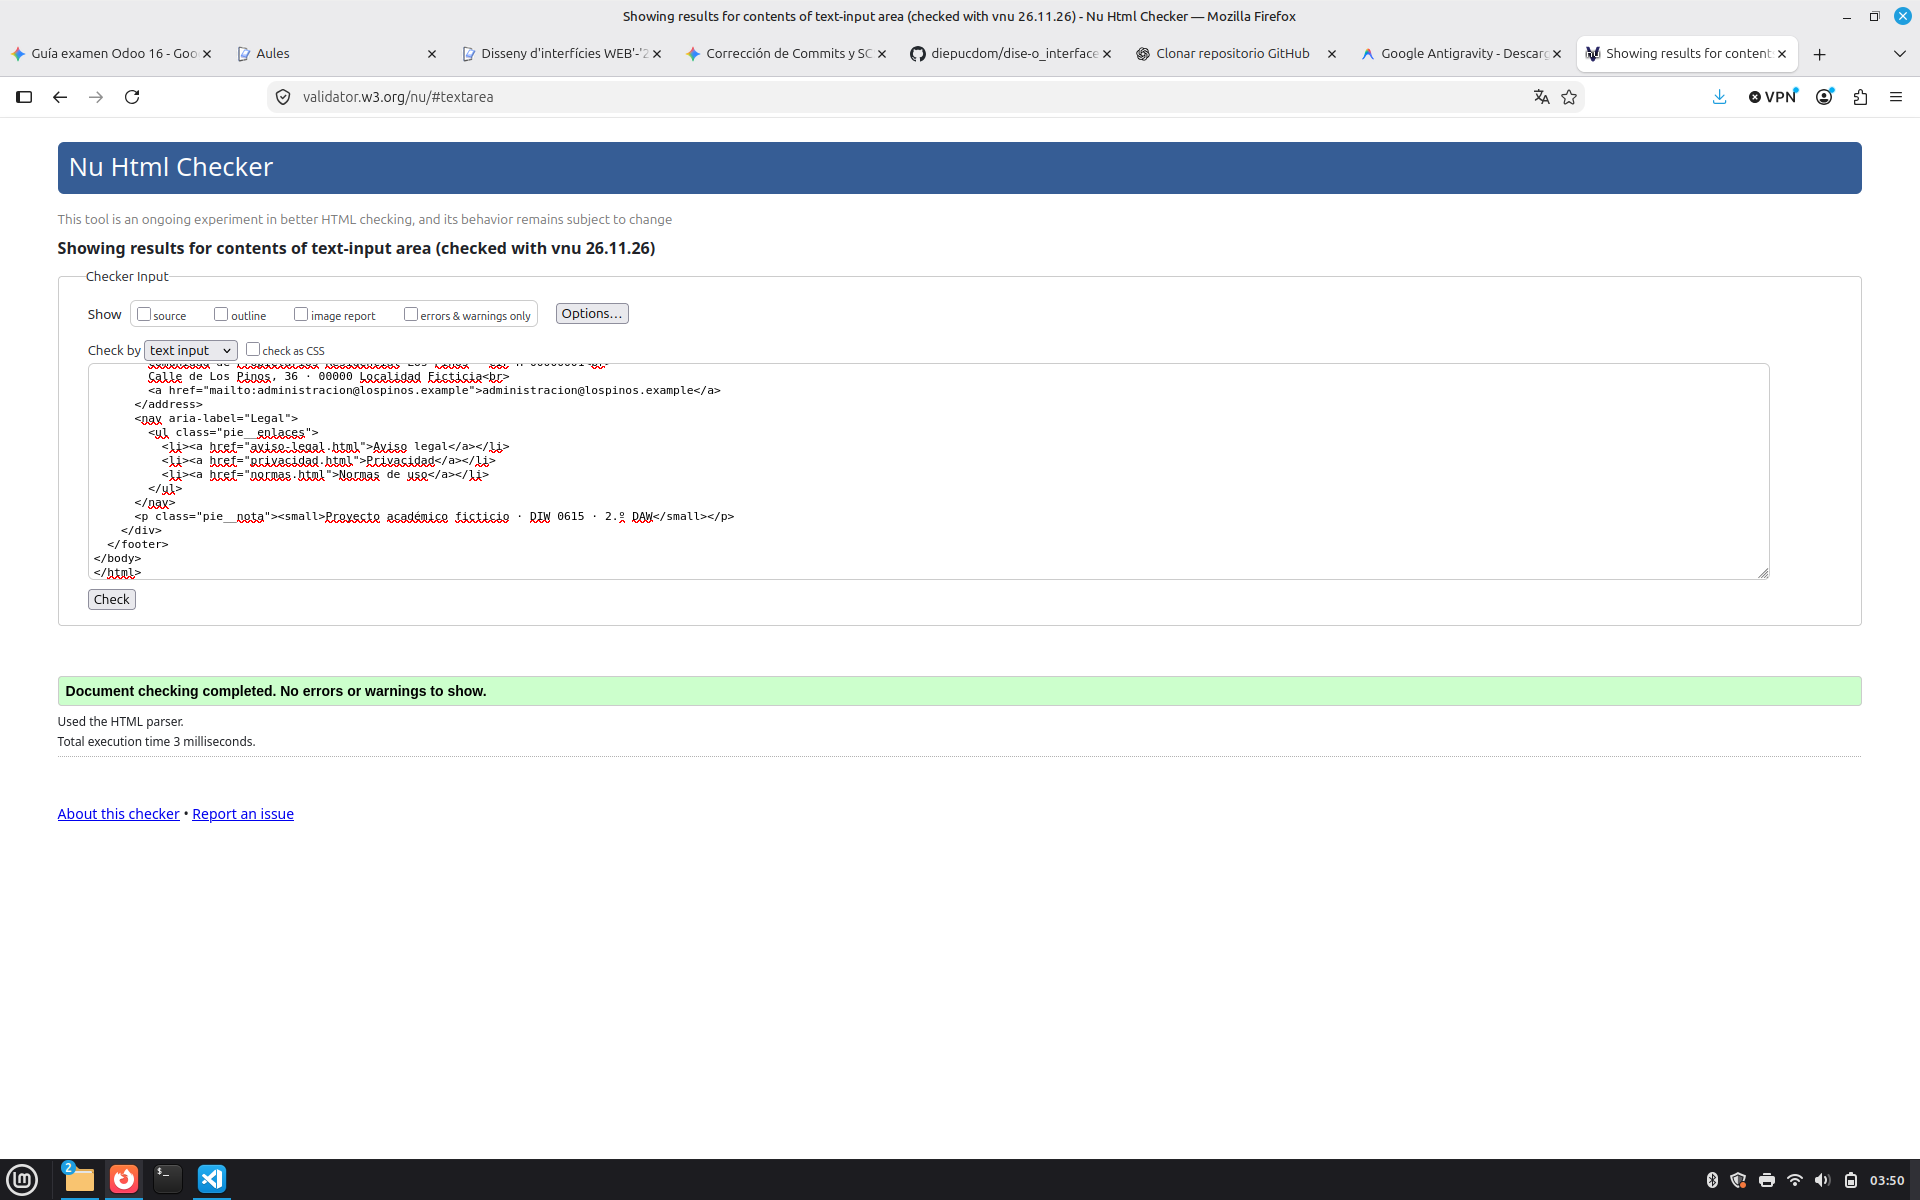 Showing results for contents of text-input area (checked with vnu 26.11.26) - Nu Html Checker — Mozilla Firefox
Guía examen Odoo 16 - Goo
Aules
Disseny d'interfícies WEB'-'2
Corrección de Commits y SC
diepucdom/dise-o_interface
Clonar repositorio GitHub
Google Antigravity - Descarg
Showing results for content
validator.w3.org/nu/#textarea
VPN
Nu Html Checker
This tool is an ongoing experiment in better HTML checking, and its behavior remains subject to change
Showing results for contents of text-input area (checked with vnu 26.11.26)
Checker Input
Show source outline image report errors & warnings only Options...
Check by text input check as CSS
Calle de Los Pinos, 36 · 00000 Localidad Ficticia<br>
<a href="mailto:administracion@lospinos.example">administracion@lospinos.example</a>
</address>
<nav aria-label="Legal">
<ul class="pie__enlaces">
<li><a href="aviso-legal.html">Aviso legal</a></li>
<li><a href="privacidad.html">Privacidad</a></li>
<li><a href="normas.html">Normas de uso</a></li>
</ul>
</nav>
<p class="pie__nota"><small>Proyecto académico ficticio · DIW 0615 · 2.º DAW</small></p>
</div>
</footer>
</body>
</html>
Check
Document checking completed. No errors or warnings to show.
Used the HTML parser.
Total execution time 3 milliseconds.
About this checker • Report an issue
2
03:50